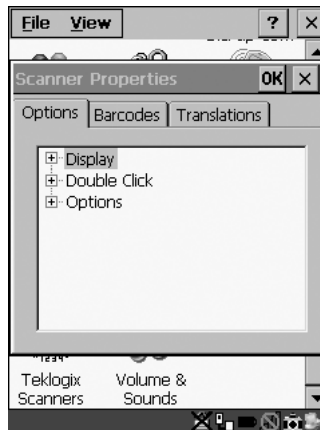 File View ? ×
Scanner Properties OK ×
Options Barcodes Translations
Display
Double Click
Options
Teklogix Volume &
Scanners Sounds